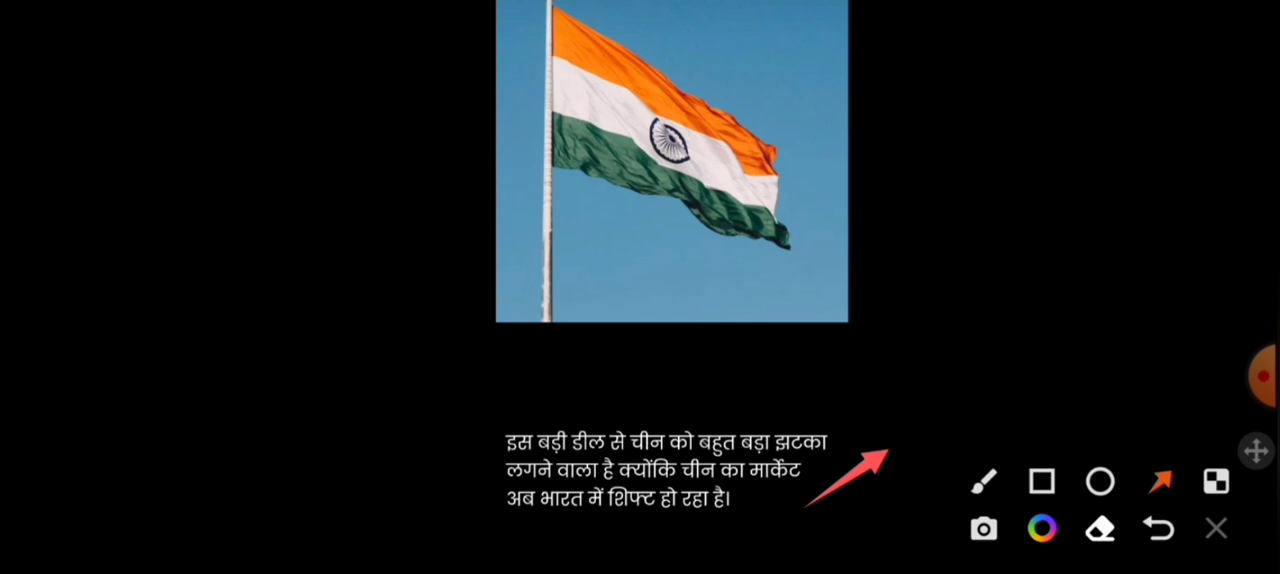 इस बड़ी डील से चीन को बहुत बड़ा झटका
लगने वाला है क्योंकि चीन का मार्केट
अब भारत में शिफ्ट हो रहा है।